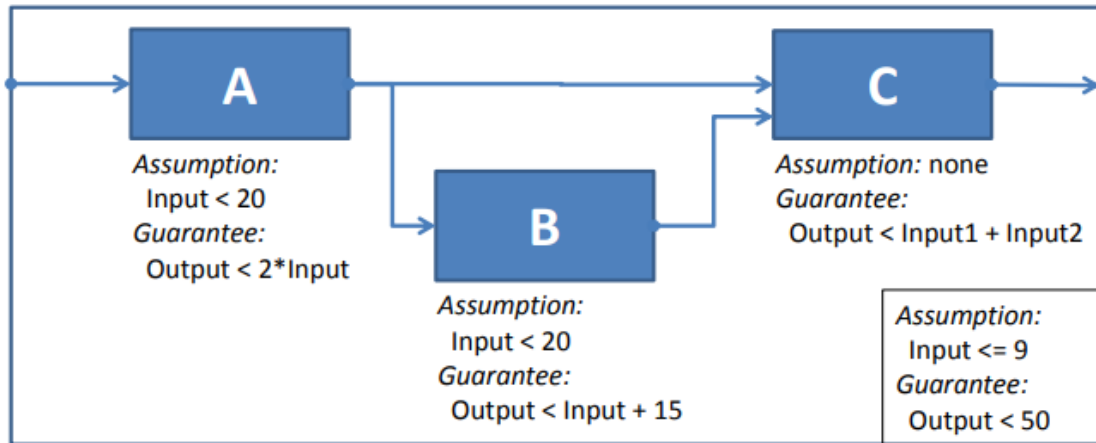 A
Assumption:
Input < 20
Guarantee:
Output < 2*Input
B
Assumption:
Input < 20
Guarantee:
Output < Input + 15
C
Assumption: none
Guarantee:
Output < Input1 + Input2
Assumption:
Input <= 9
Guarantee:
Output < 50